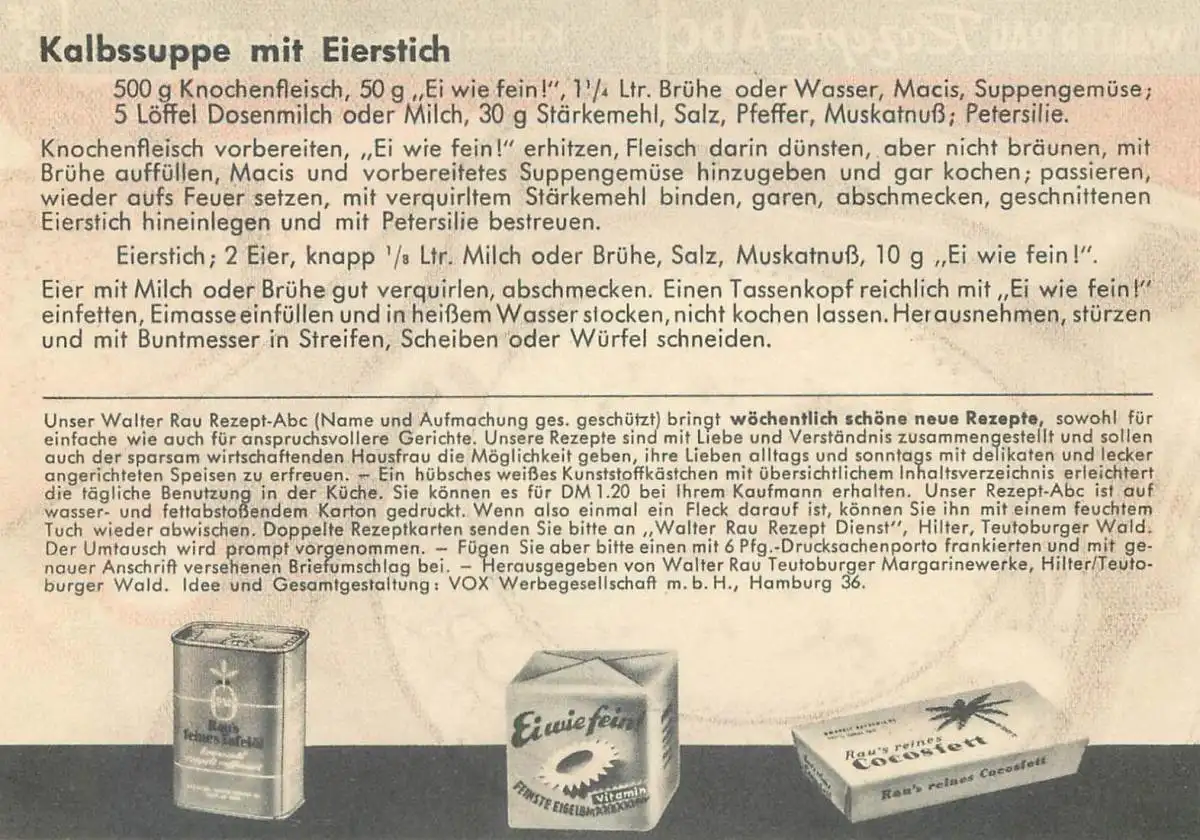 Kalbssuppe mit Eierstich
500 g Knochenfleisch, 50 g „Ei wie fein!“, 1¹/₄ Ltr. Brühe oder Wasser, Macis, Suppengemüse;
5 Löffel Dosenmilch oder Milch, 30 g Stärkemehl, Salz, Pfeffer, Muskatnuß; Petersilie.
Knochenfleisch vorbereiten, „Ei wie fein!“ erhitzen, Fleisch darin dünsten, aber nicht bräunen, mit
Brühe auffüllen, Macis und vorbereitetes Suppengemüse hinzugeben und gar kochen; passieren,
wieder aufs Feuer setzen, mit verquirltem Stärkemehl binden, garen, abschmecken, geschnittenen
Eierstich hineinlegen und mit Petersilie bestreuen.
Eierstich; 2 Eier, knapp ¹/₈ Ltr. Milch oder Brühe, Salz, Muskatnuß, 10 g „Ei wie fein!“.
Eier mit Milch oder Brühe gut verquirlen, abschmecken. Einen Tassenkopf reichlich mit „Ei wie fein!“
einfetten, Eimasse einfüllen und in heißem Wasser stocken, nicht kochen lassen. Herausnehmen, stürzen
und mit Buntmesser in Streifen, Scheiben oder Würfel schneiden.
Unser Walter Rau Rezept-Abc (Name und Aufmachung ges. geschützt) bringt wöchentlich schöne neue Rezepte, sowohl für
einfache wie auch für anspruchsvollere Gerichte. Unsere Rezepte sind mit Liebe und Verständnis zusammengestellt und sollen
auch der sparsam wirtschaftenden Hausfrau die Möglichkeit geben, ihre Lieben alltags und sonntags mit delikaten und lecker
angerichteten Speisen zu erfreuen. – Ein hübsches weißes Kunststoffkästchen mit übersichtlichem Inhaltsverzeichnis erleichtert
die tägliche Benutzung in der Küche. Sie können es für DM 1.20 bei Ihrem Kaufmann erhalten. Unser Rezept-Abc ist auf
wasser- und fettabstoßendem Karton gedruckt. Wenn also einmal ein Fleck darauf ist, können Sie ihn mit einem feuchtem
Tuch wieder abwischen. Doppelte Rezeptkarten senden Sie bitte an „Walter Rau Rezept Dienst“, Hilter, Teutoburger Wald.
Der Umtausch wird prompt vorgenommen. – Fügen Sie aber bitte einen mit 6 Pfg.-Drucksachenporto frankierten und mit ge-
nauer Anschrift versehenen Briefumschlag bei. – Herausgegeben von Walter Rau Teutoburger Margarinewerke, Hilter/Teuto-
burger Wald. Idee und Gesamtgestaltung: VOX Werbegesellschaft m. b. H., Hamburg 36.
Rau's
feines Tafelöl
Ei wie fein!
FEINSTE EIGELB
Vitamin
Rau's reines
Cocosfett
Rau's reines Cocosfett